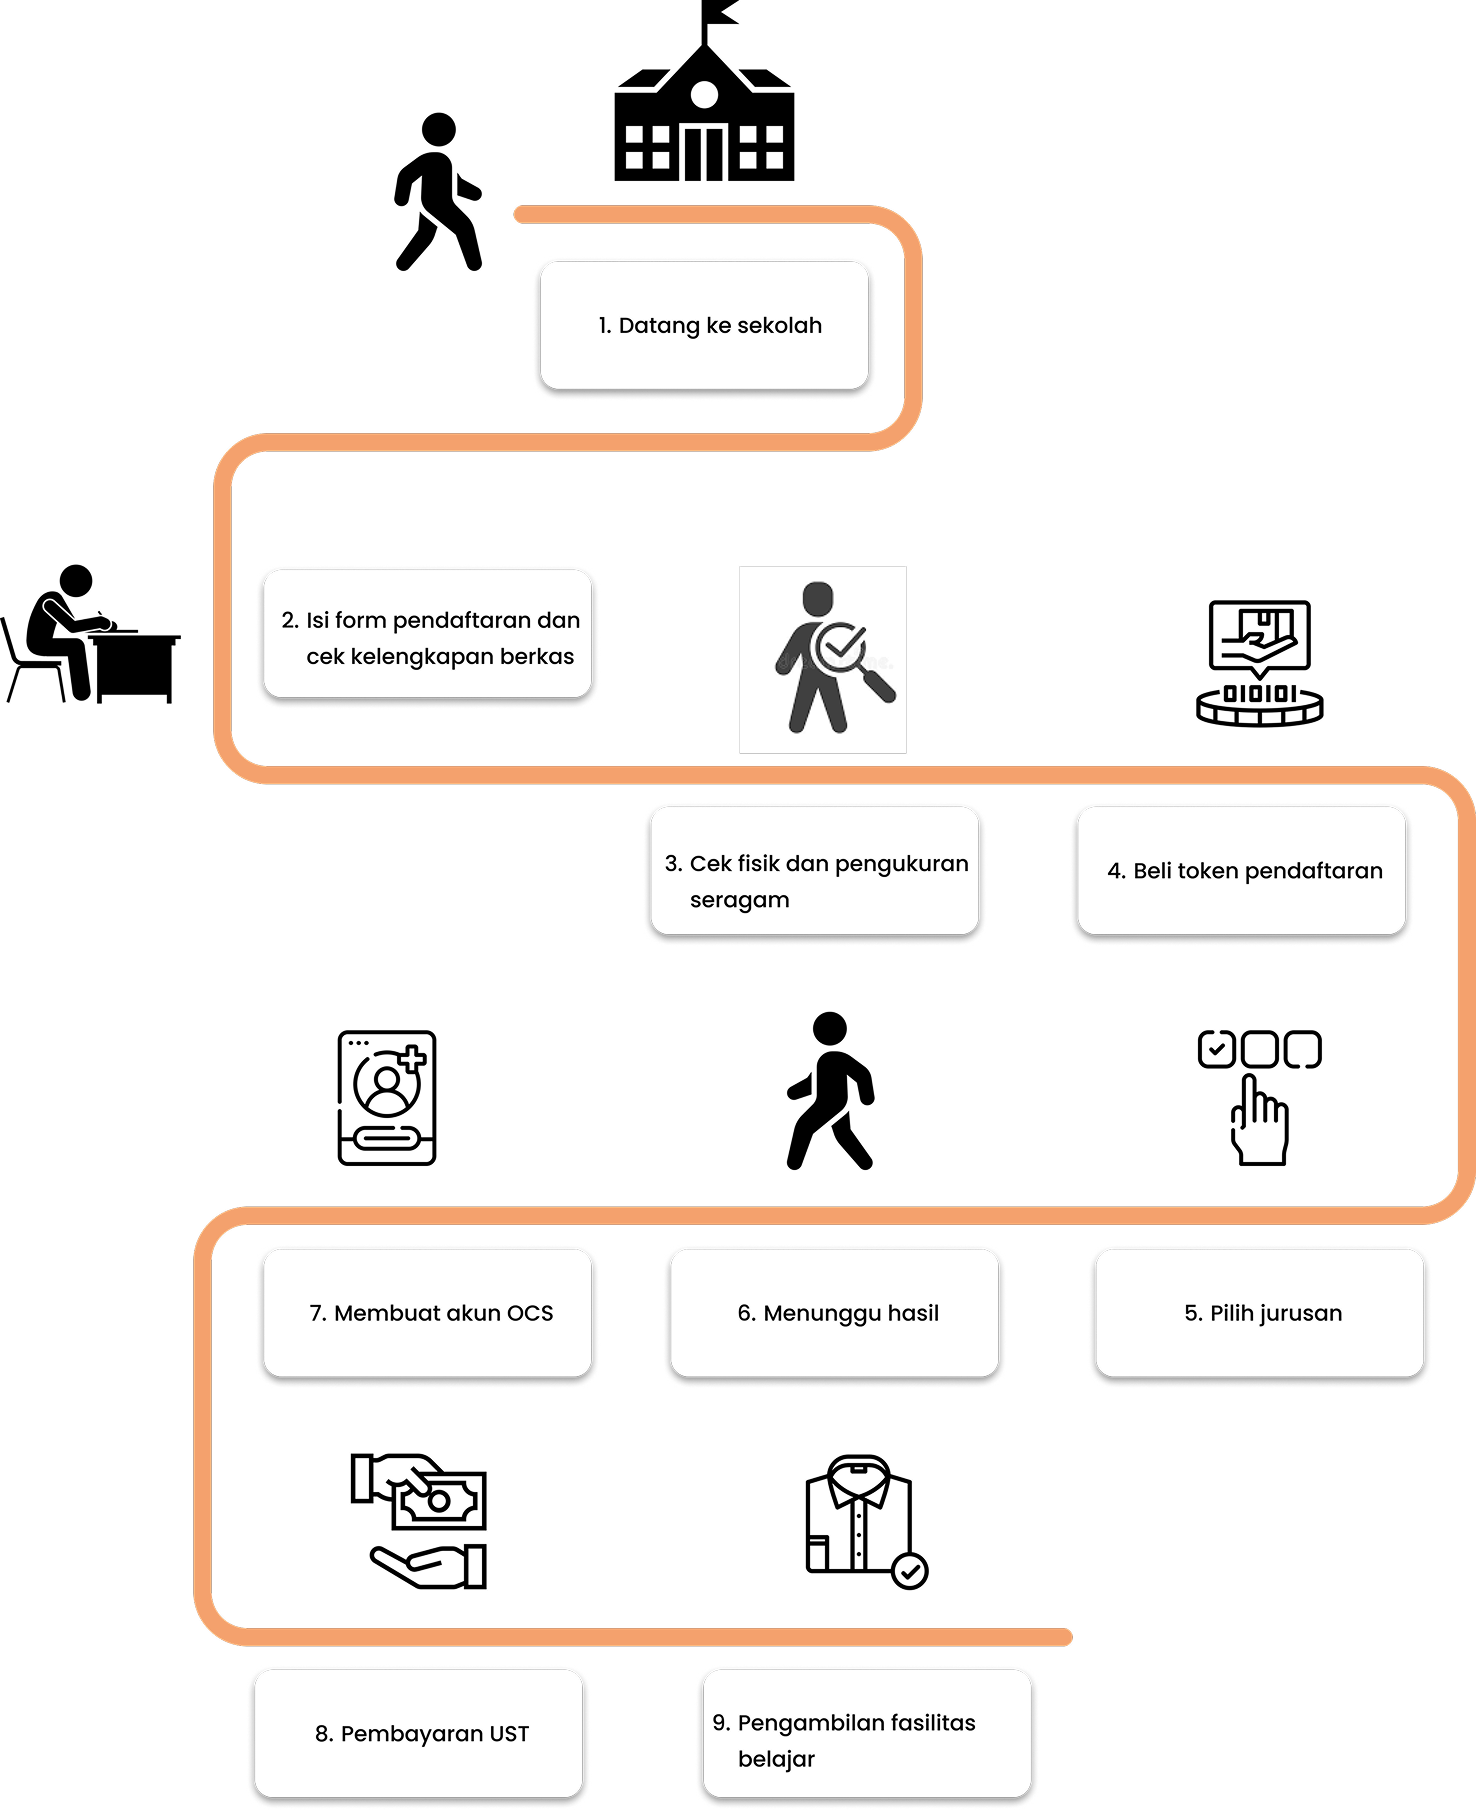 1. Datang ke sekolah
2. Isi form pendaftaran dan
cek kelengkapan berkas
3. Cek fisik dan pengukuran
seragam
4. Beli token pendaftaran
5. Pilih jurusan
6. Menunggu hasil
7. Membuat akun OCS
8. Pembayaran UST
9. Pengambilan fasilitas
belajar